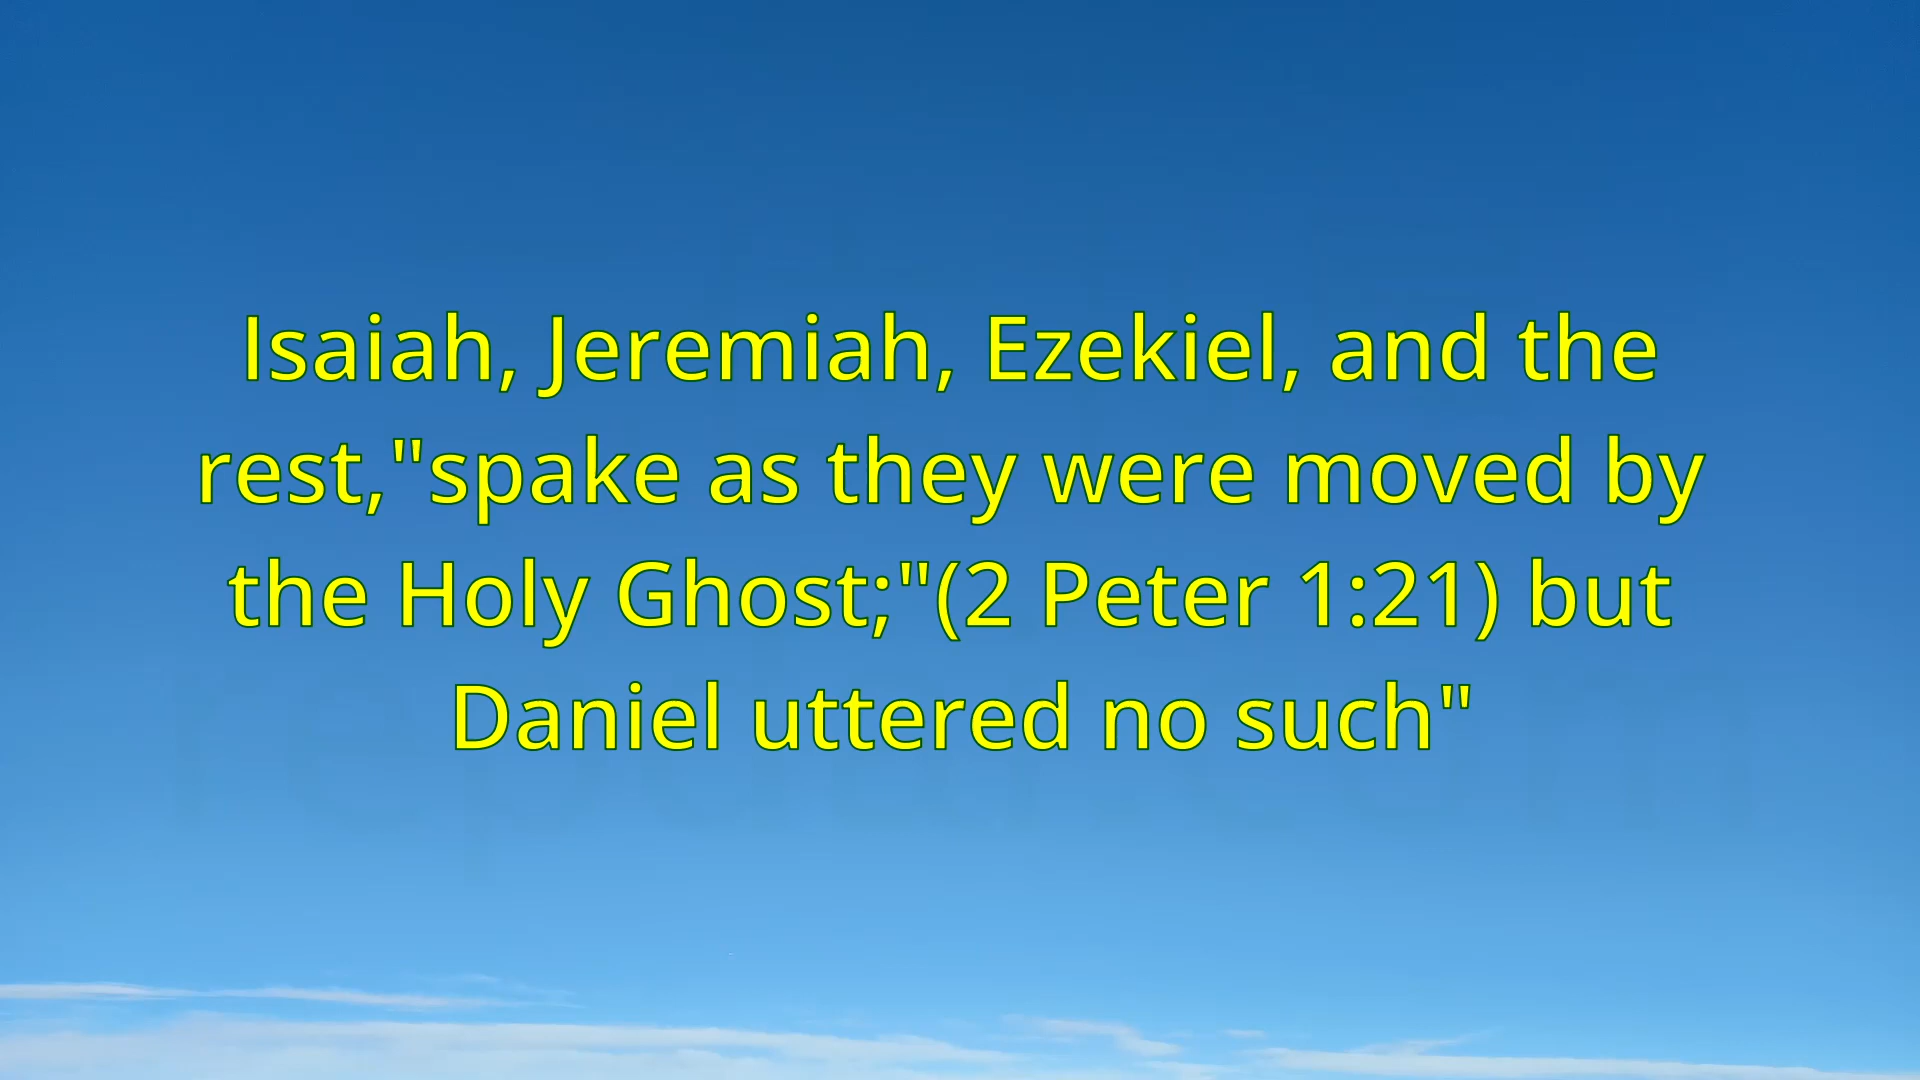 Isaiah, Jeremiah, Ezekiel, and the
rest,"spake as they were moved by
the Holy Ghost;"(2 Peter 1:21) but
Daniel uttered no such"